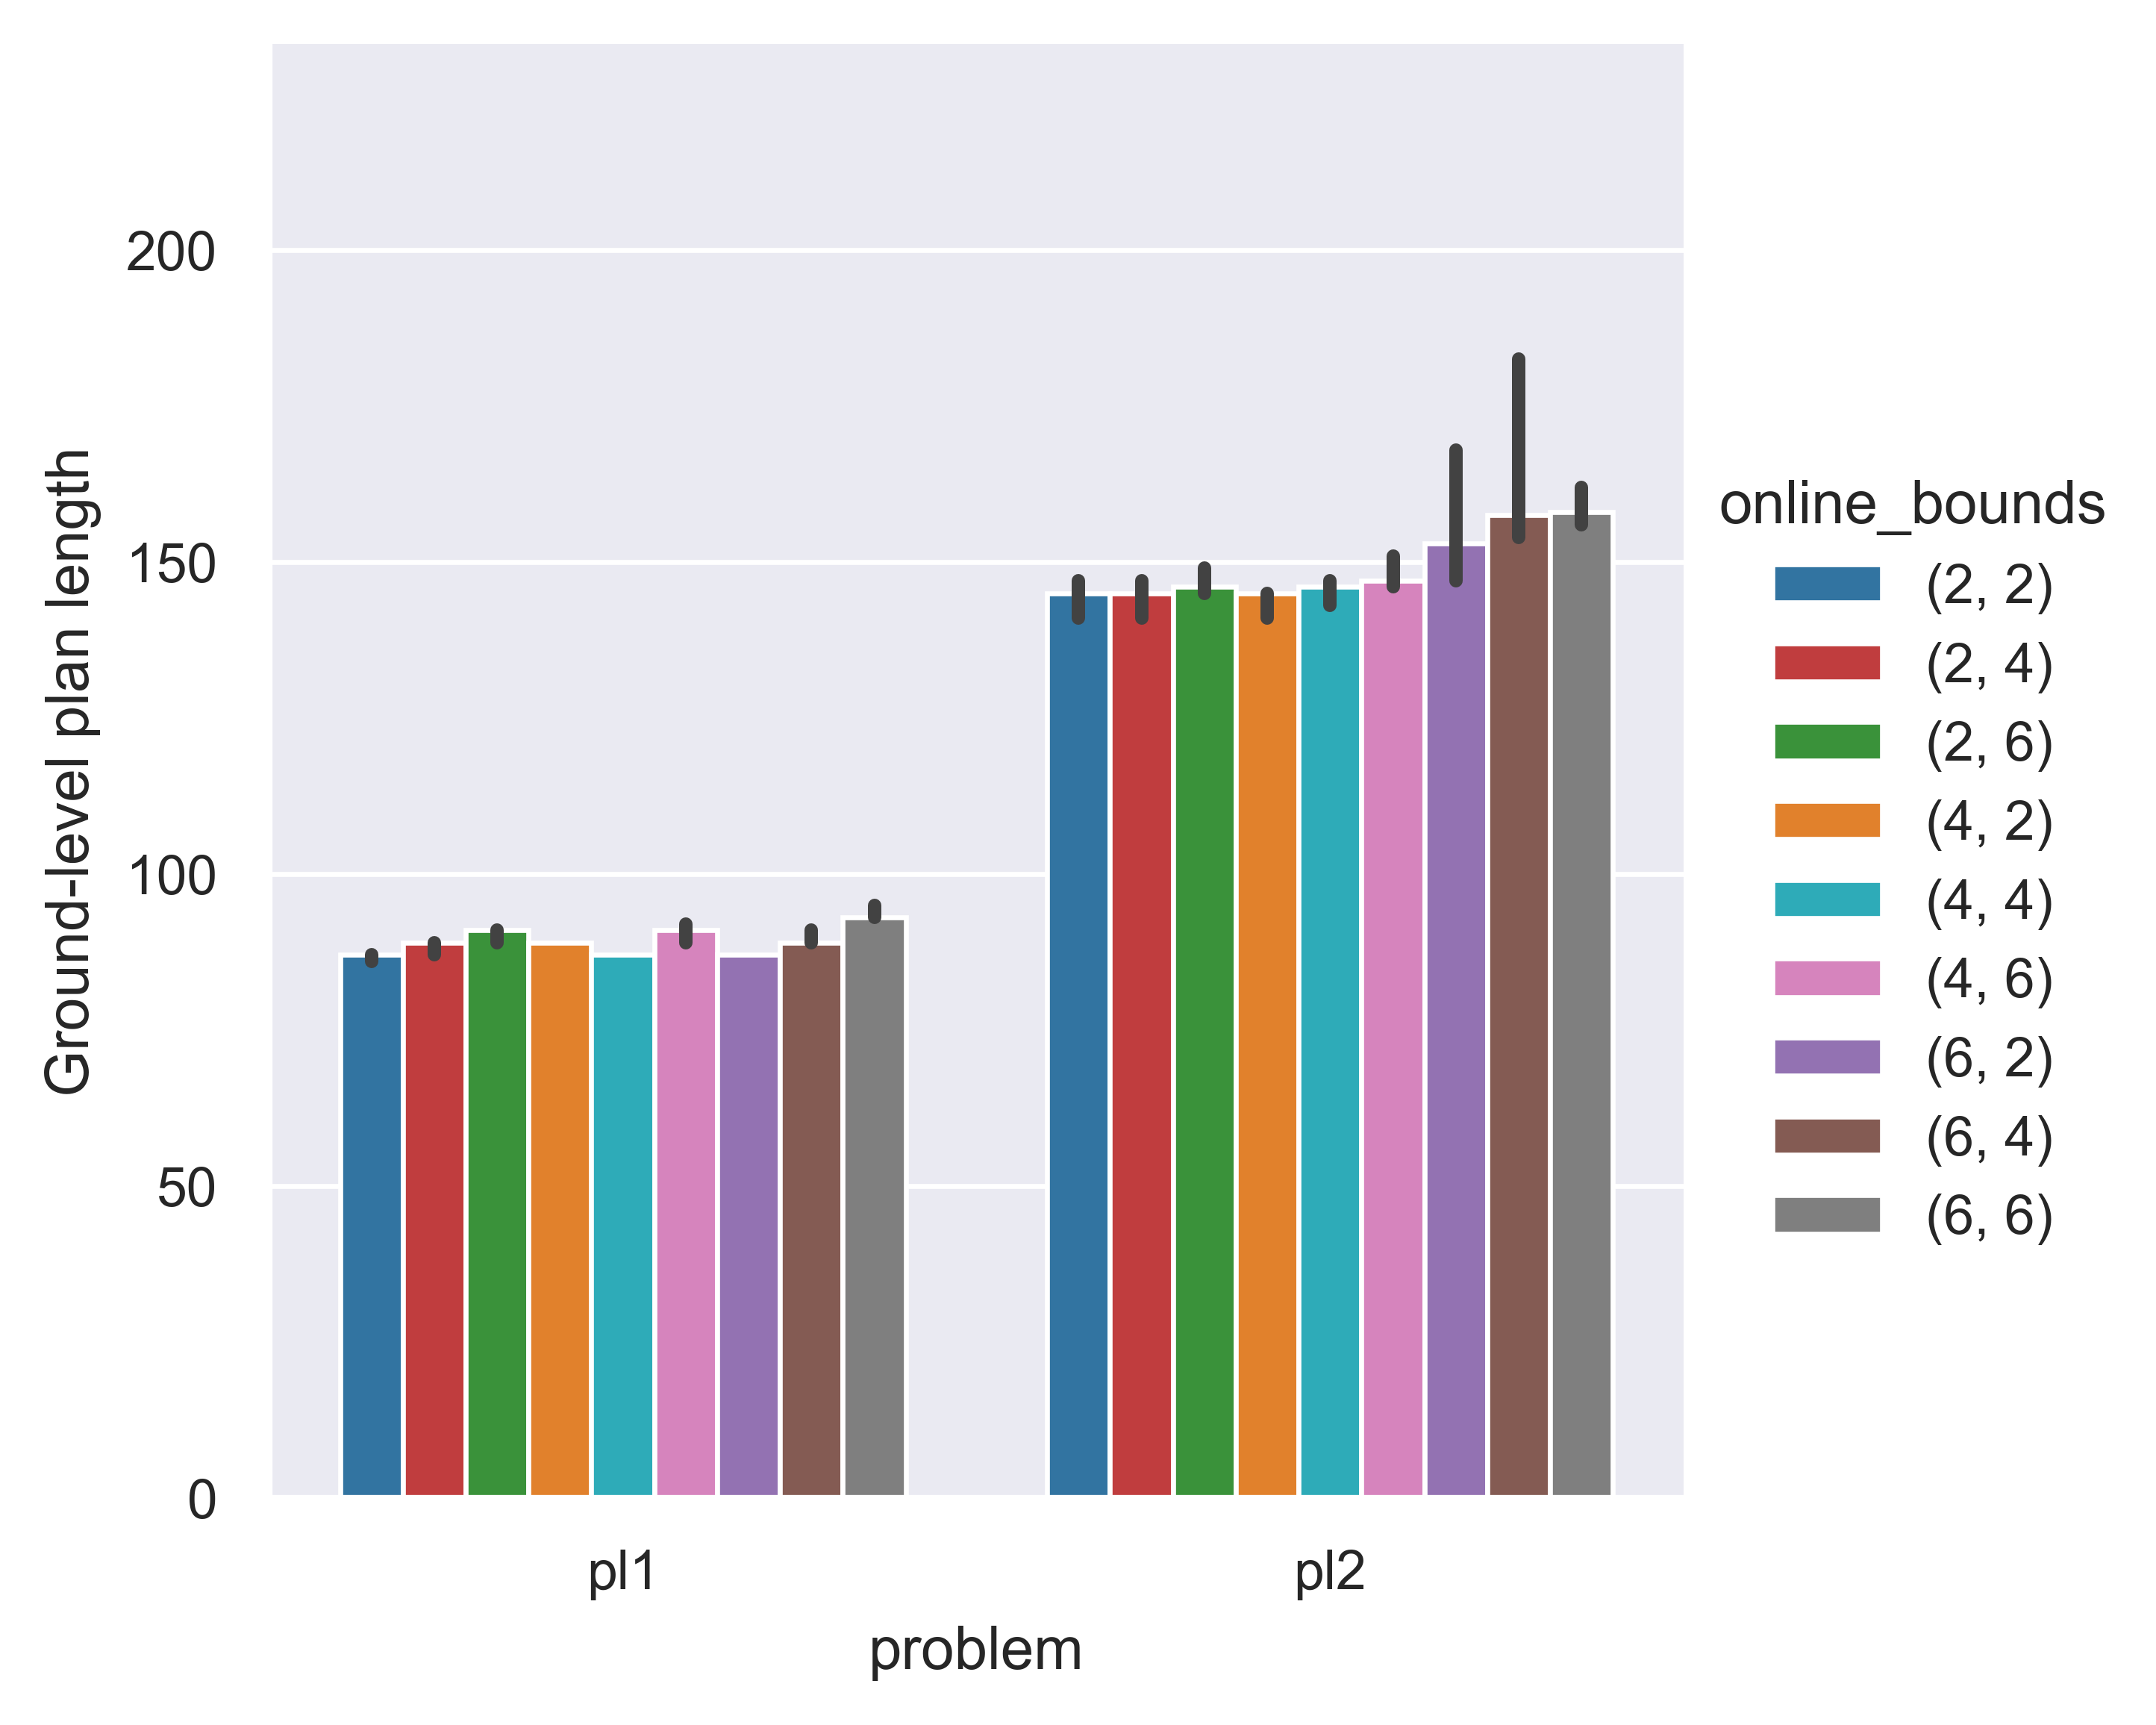 Ground-level plan length
200
150
100
50
0
pl1
pl2
problem
online_bounds
(2, 2)
(2, 4)
(2, 6)
(4, 2)
(4, 4)
(4, 6)
(6, 2)
(6, 4)
(6, 6)